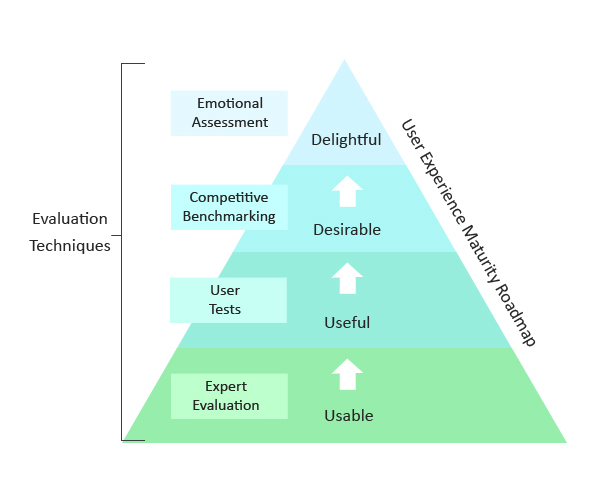 Emotional
Assessment
Delightful
User Experience Maturity Roadmap
Competitive
Benchmarking
Desirable
Evaluation
Techniques
User
Tests
Useful
Expert
Evaluation
Usable